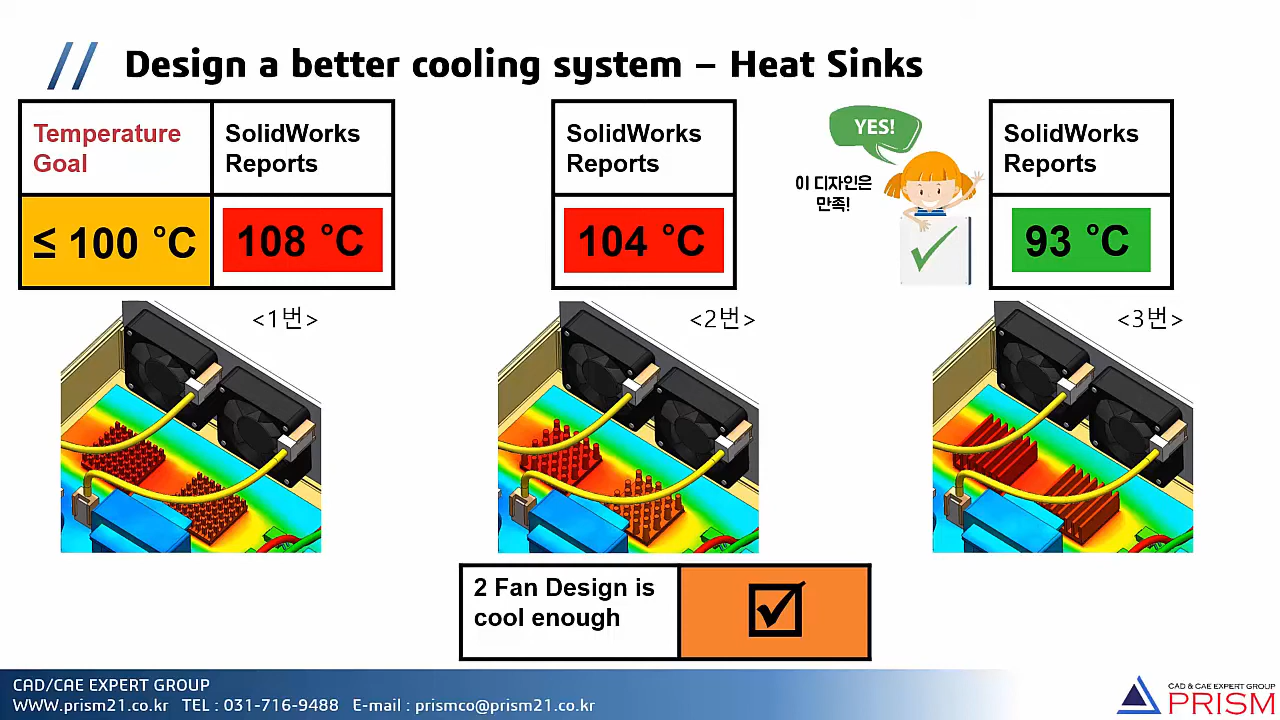 // Design a better cooling system – Heat Sinks
Temperature
Goal
SolidWorks
Reports
≤ 100 °C
108 °C
<1번>
SolidWorks
Reports
104 °C
<2번>
YES!
이 디자인은
만족!
SolidWorks
Reports
93 °C
<3번>
2 Fan Design is
cool enough
CAD/CAE EXPERT GROUP
WWW.prism21.co.kr TEL : 031-716-9488 E-mail : prismco@prism21.co.kr
CAD & CAE EXPERT GROUP
PRISM